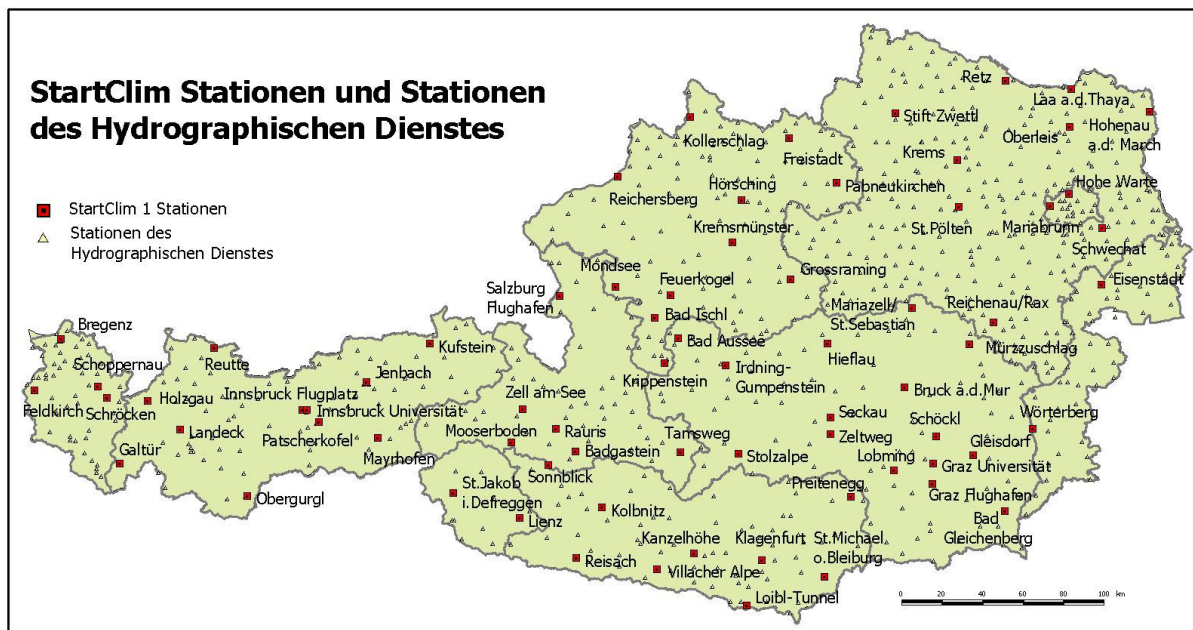 StartClim Stationen und Stationen
des Hydrographischen Dienstes
StartClim 1 Stationen
Stationen des
Hydrographischen Dienstes
Retz
Laa a.d.Thaya
Stift Zwettl
Oberleis
Hohenau
a.d. March
Kollerschlag
Freistadt
Krems
Hörsching
Pabneukirchen
Hohe Warte
Reichersberg
Kremsmünster
St.Pölten
Mariabrunn
Schwechat
Mondsee
Feuerkogel
Grossraming
Eisenstadt
Salzburg
Flughafen
Mariazell/
St.Sebastian
Reichenau/Rax
Bad Ischl
Bregenz
Bad Aussee
Hieflau
Mürzzuschlag
Kufstein
Schoppernau
Reutte
Krippenstein
Irdning-
Gumpenstein
Jenbach
Innsbruck Flugplatz
Zell am See
Bruck a.d.Mur
Feldkirch
Schröcken
Holzgau
Innsbruck Universität
Seckau
Schöckl
Wörterberg
Landeck
Patscherkofel
Mooserboden
Rauris
Tamsweg
Zeltweg
Gleisdorf
Galtür
Mayrhofen
Badgastein
Stolzalpe
Lobming
Graz Universität
Sonnblick
Obergurgl
St.Jakob
i.Defreggen
Preitenegg
Graz Flughafen
Kolbnitz
Lienz
Bad
Gleichenberg
Kanzelhöhe
Klagenfurt
St.Michael
o.Bleiburg
Reisach
Villacher Alpe
Loibl-Tunnel
0 20 40 60 80 100 km